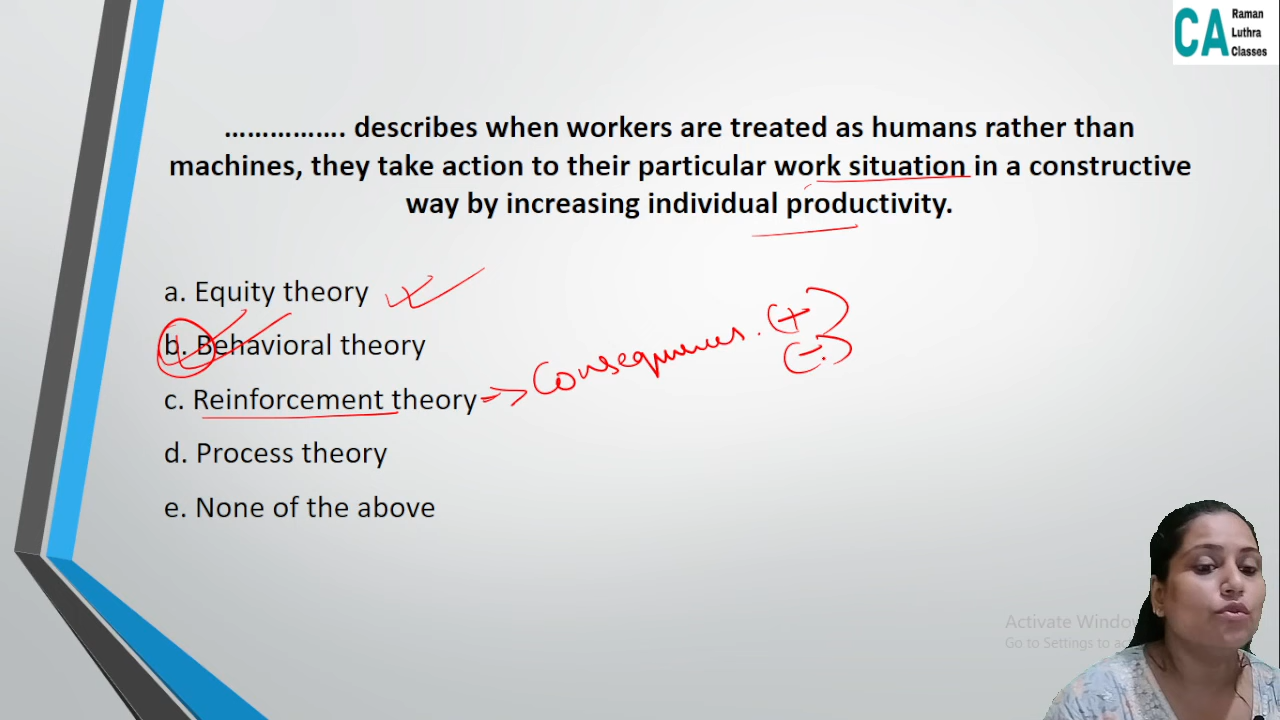 CA Raman
Luthra
Classes
................ describes when workers are treated as humans rather than
machines, they take action to their particular work situation in a constructive
way by increasing individual productivity.
a. Equity theory
b. Behavioral theory
c. Reinforcement theory -> Consequences. (+)
(-)
d. Process theory
e. None of the above
Activate Windo
Go to Settings to a